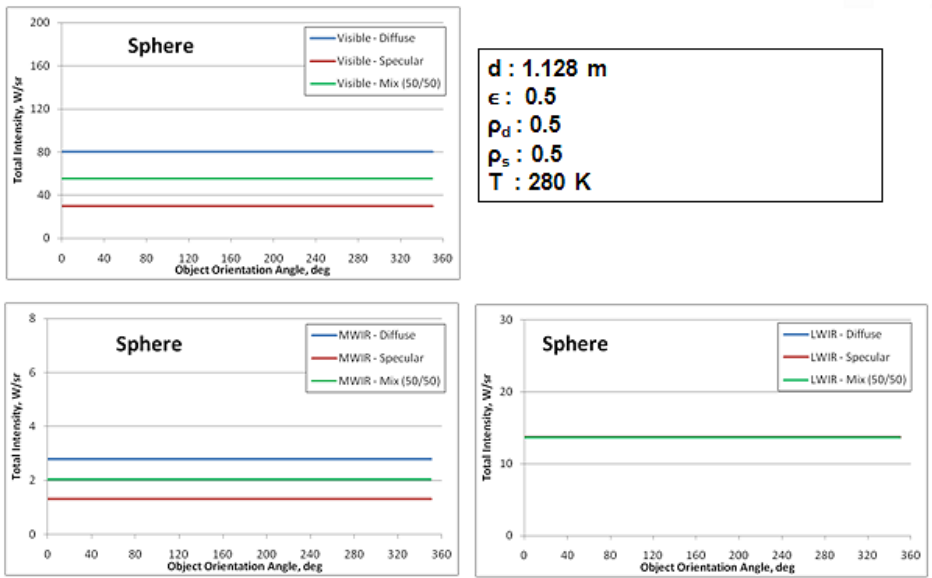 200
160
120
80
40
0
Sphere
Visible - Diffuse
Visible - Specular
Visible - Mix (50/50)
Total Intensity, W/sr
0 40 80 120 160 200 240 280 320 360
Object Orientation Angle, deg
d : 1.128 m
ϵ : 0.5
ρd : 0.5
ρs : 0.5
T : 280 K
8
6
4
2
0
Sphere
MWIR - Diffuse
MWIR - Specular
MWIR - Mix (50/50)
Total Intensity, W/sr
0 40 80 120 160 200 240 280 320 360
Object Orientation Angle, deg
30
20
10
0
Sphere
LWIR - Diffuse
LWIR - Specular
LWIR - Mix (50/50)
Total Intensity, W/sr
0 40 80 120 160 200 240 280 320 360
Object Orientation Angle, deg